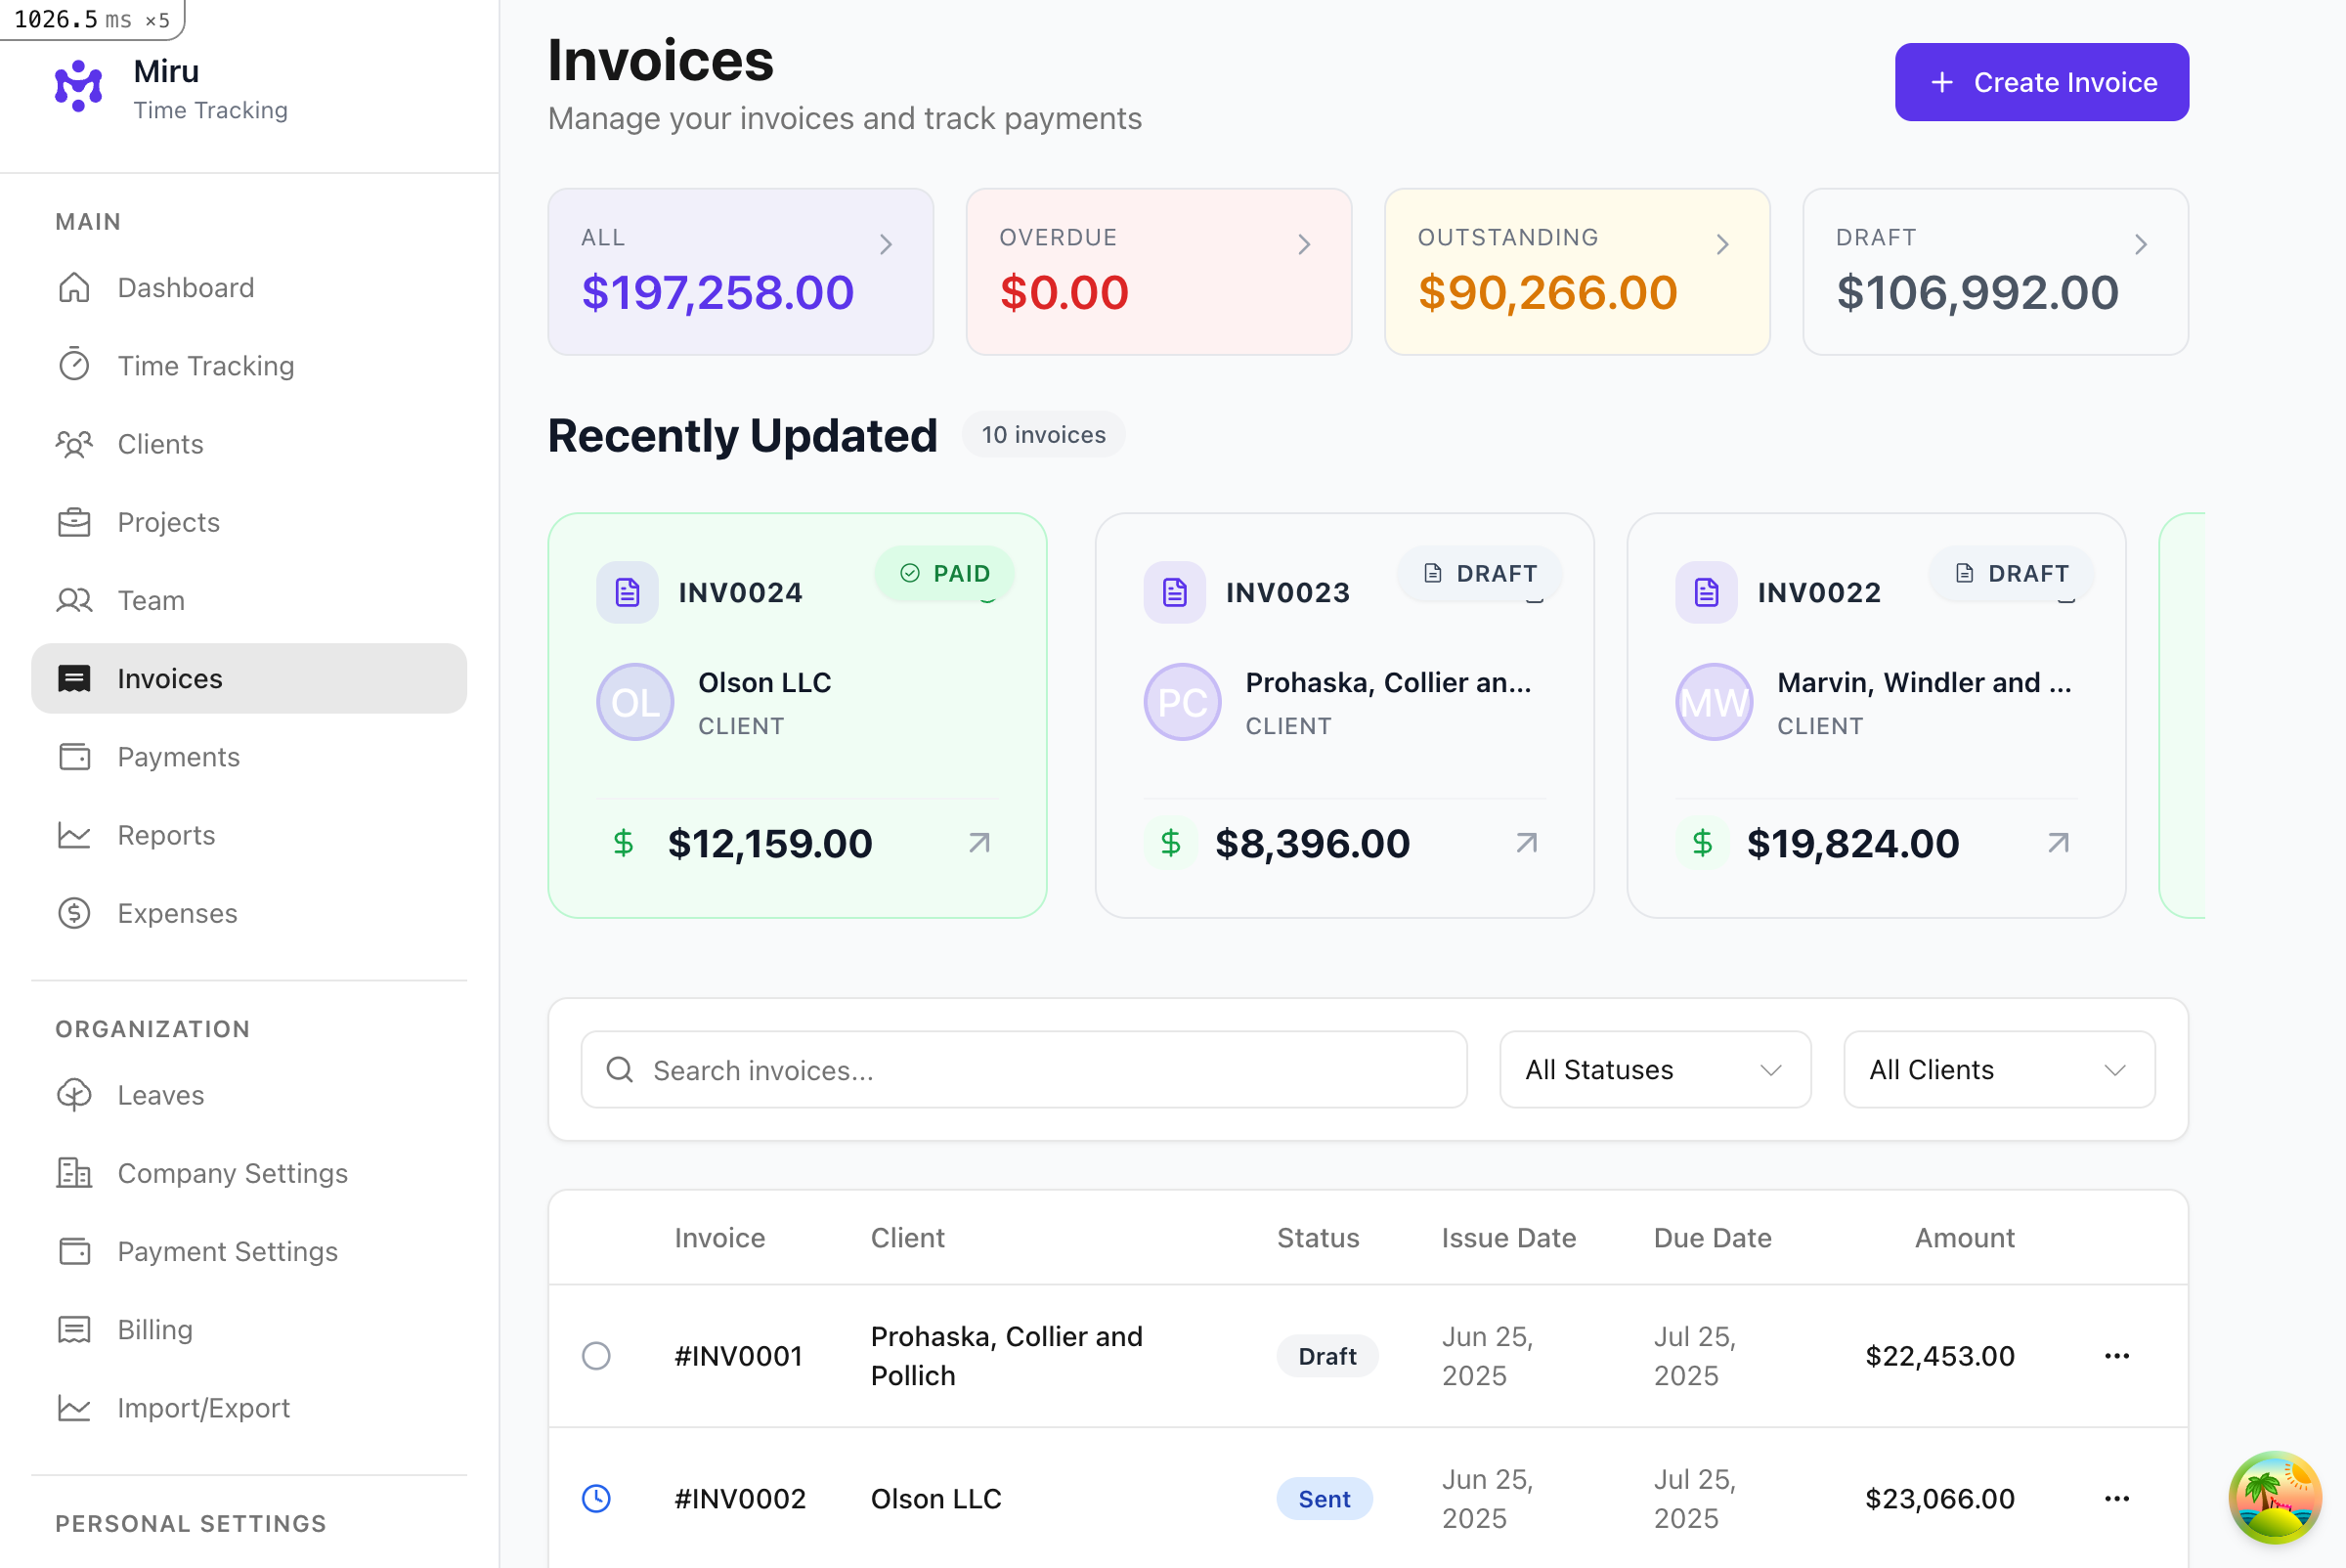 1026.5 ms ×5
Miru
Time Tracking
MAIN
Dashboard
Time Tracking
Clients
Projects
Team
Invoices
Payments
Reports
Expenses
ORGANIZATION
Leaves
Company Settings
Payment Settings
Billing
Import/Export
PERSONAL SETTINGS
Invoices
Manage your invoices and track payments
+ Create Invoice
ALL
$197,258.00
OVERDUE
$0.00
OUTSTANDING
$90,266.00
DRAFT
$106,992.00
Recently Updated
10 invoices
INV0024
PAID
OL
Olson LLC
CLIENT
$ $12,159.00
INV0023
DRAFT
PC
Prohaska, Collier an...
CLIENT
$ $8,396.00
INV0022
DRAFT
MW
Marvin, Windler and ...
CLIENT
$ $19,824.00
Search invoices...
All Statuses
All Clients
Invoice Client Status Issue Date Due Date Amount
#INV0001
Prohaska, Collier and
Pollich
Draft
Jun 25,
2025
Jul 25,
2025
$22,453.00
#INV0002
Olson LLC
Sent
Jun 25,
2025
Jul 25,
2025
$23,066.00